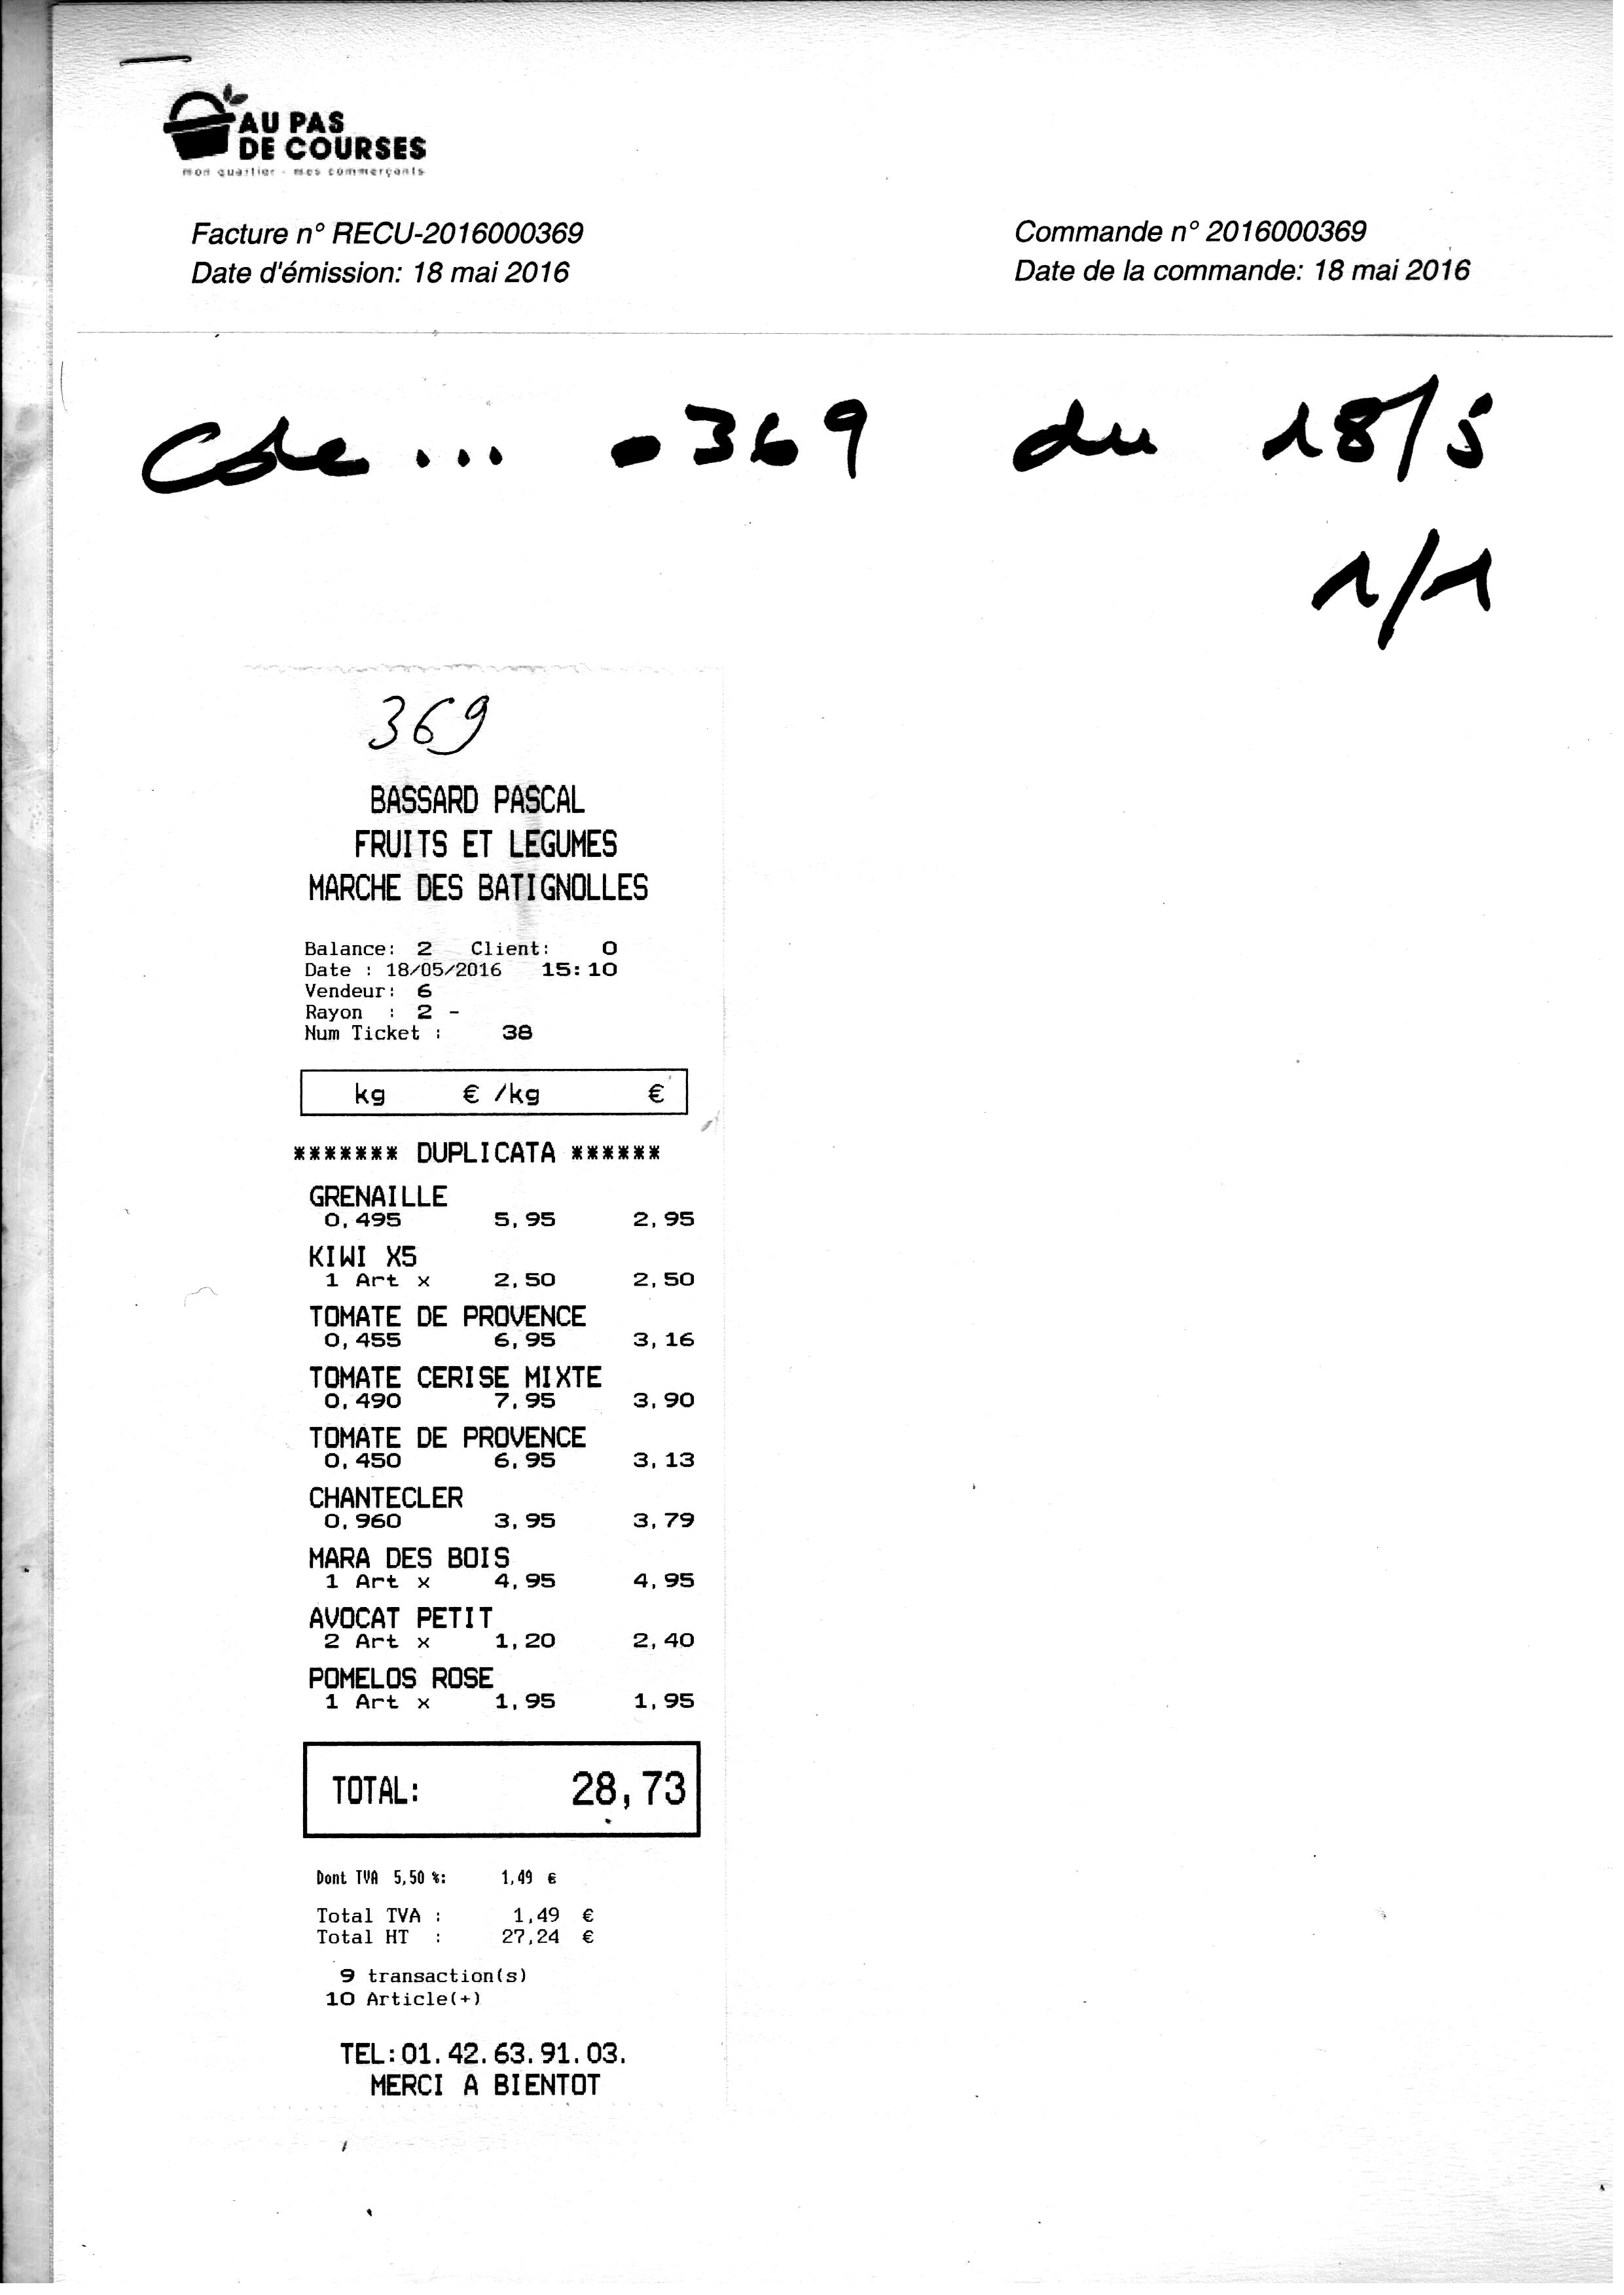 AU PAS
DE COURSES
mon quartier - mes commerçants
Facture n° RECU-2016000369
Commande n° 2016000369
Date d'émission: 18 mai 2016
Date de la commande: 18 mai 2016
Cde ... 0369 du 18/5
1/1
369
BASSARD PASCAL
FRUITS ET LEGUMES
MARCHE DES BATIGNOLLES
Balance: 2 Client: 0
Date : 18/05/2016 15:10
Vendeur: 6
Rayon : 2 -
Num Ticket : 38
kg € /kg €
******* DUPLICATA ******
GRENAILLE
0,495 5,95 2,95
KIWI X5
1 Art x 2,50 2,50
TOMATE DE PROVENCE
0,455 6,95 3,16
TOMATE CERISE MIXTE
0,490 7,95 3,90
TOMATE DE PROVENCE
0,450 6,95 3,13
CHANTECLER
0,960 3,95 3,79
MARA DES BOIS
1 Art x 4,95 4,95
AVOCAT PETIT
2 Art x 1,20 2,40
POMELOS ROSE
1 Art x 1,95 1,95
TOTAL: 28,73
Dont TVA 5,50 %: 1,49 €
Total TVA : 1,49 €
Total HT : 27,24 €
9 transaction(s)
10 Article(+)
TEL:01.42.63.91.03.
MERCI A BIENTOT